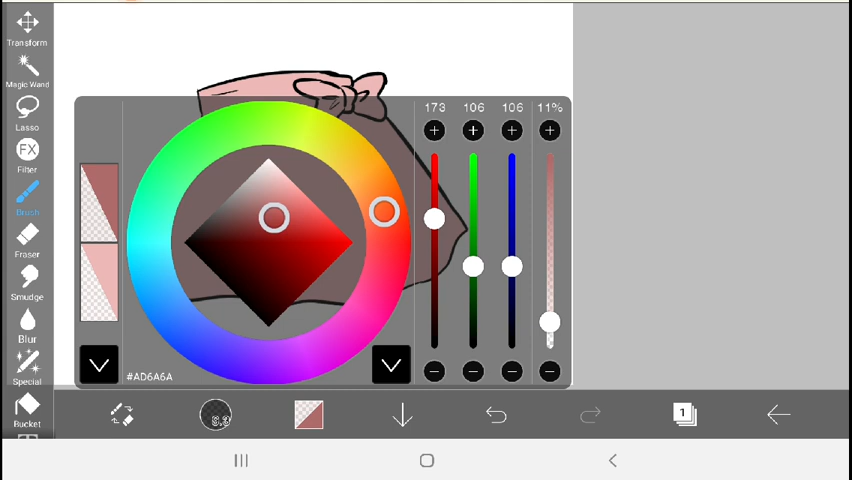 Transform
Magic Wand
Lasso
FX
Filter
Brush
Eraser
Smudge
Blur
Special
Bucket
173 106 106 11%
#AD6A6A
1